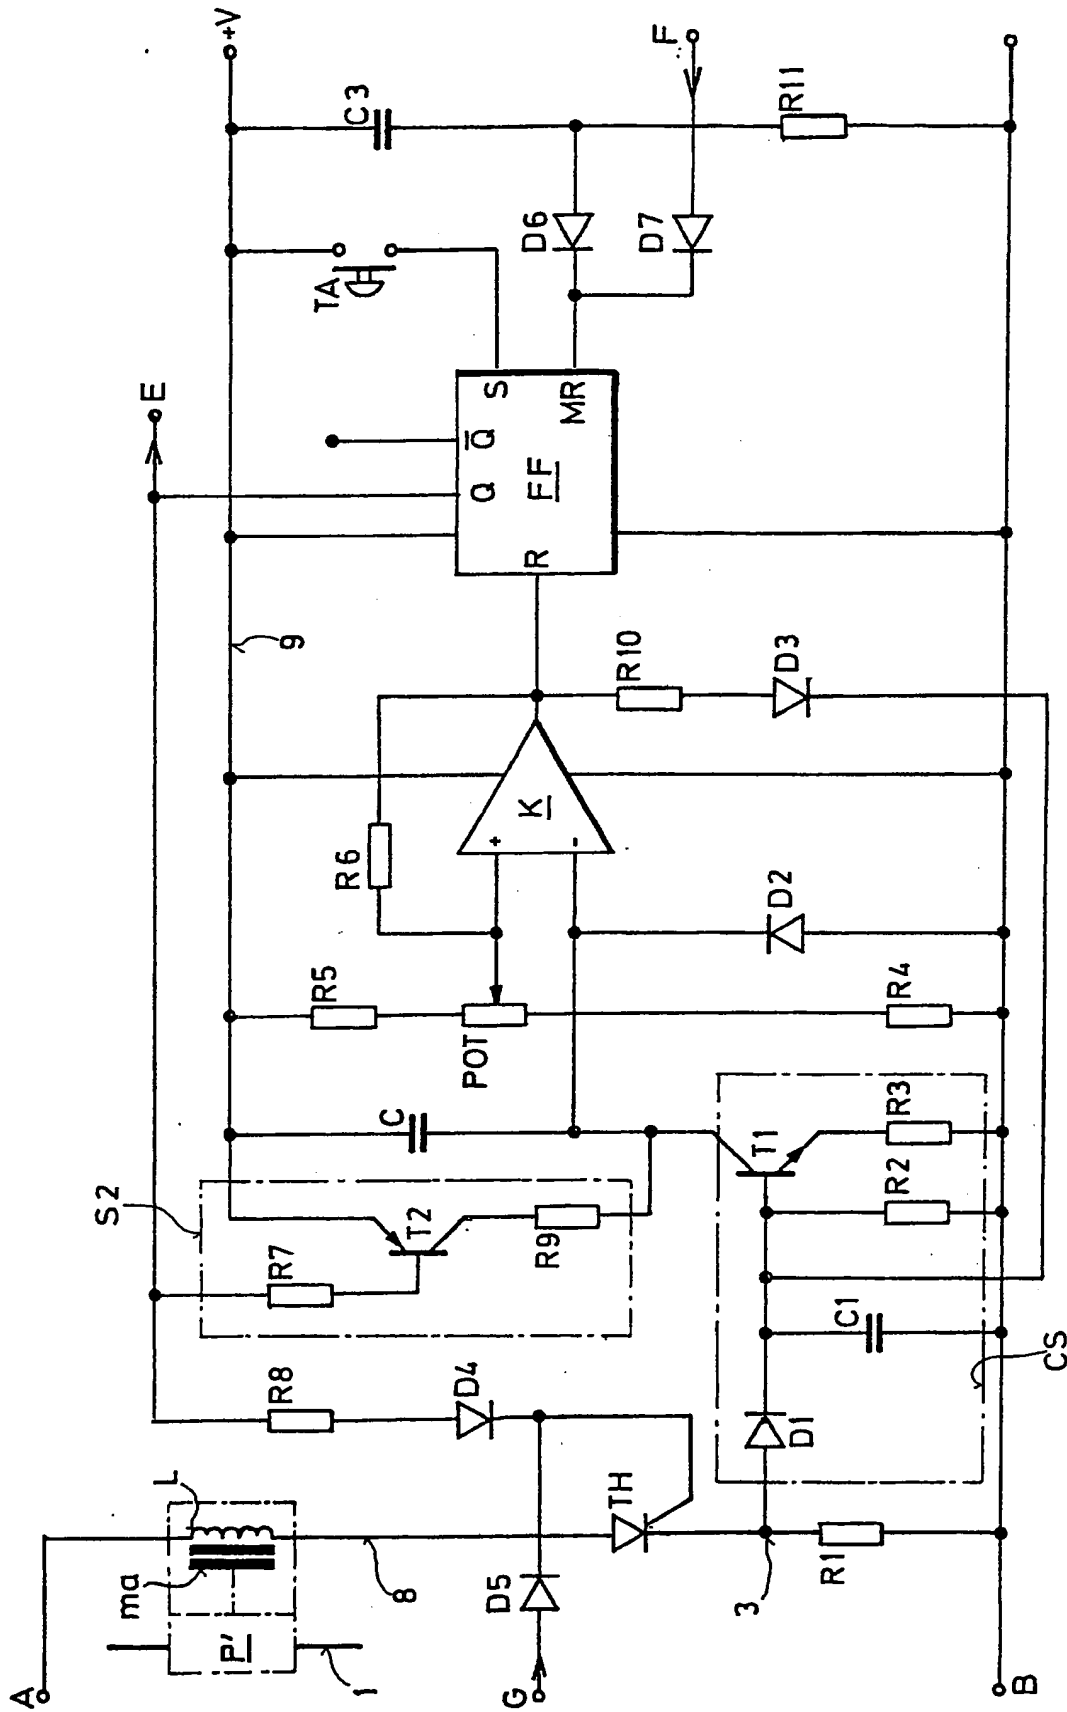 A
L
ma
P'
1
8
G
D5
TH
3
R1
B
R8
D4
D1
C1
CS
S2
R7
T2
R9
T1
R2
R3
C
POT
R5
R4
R6
+
-
K
D2
R10
D3
9
E
R
Q
Q̅
FF
S
MR
TA
D6
D7
C3
F
R11
+V